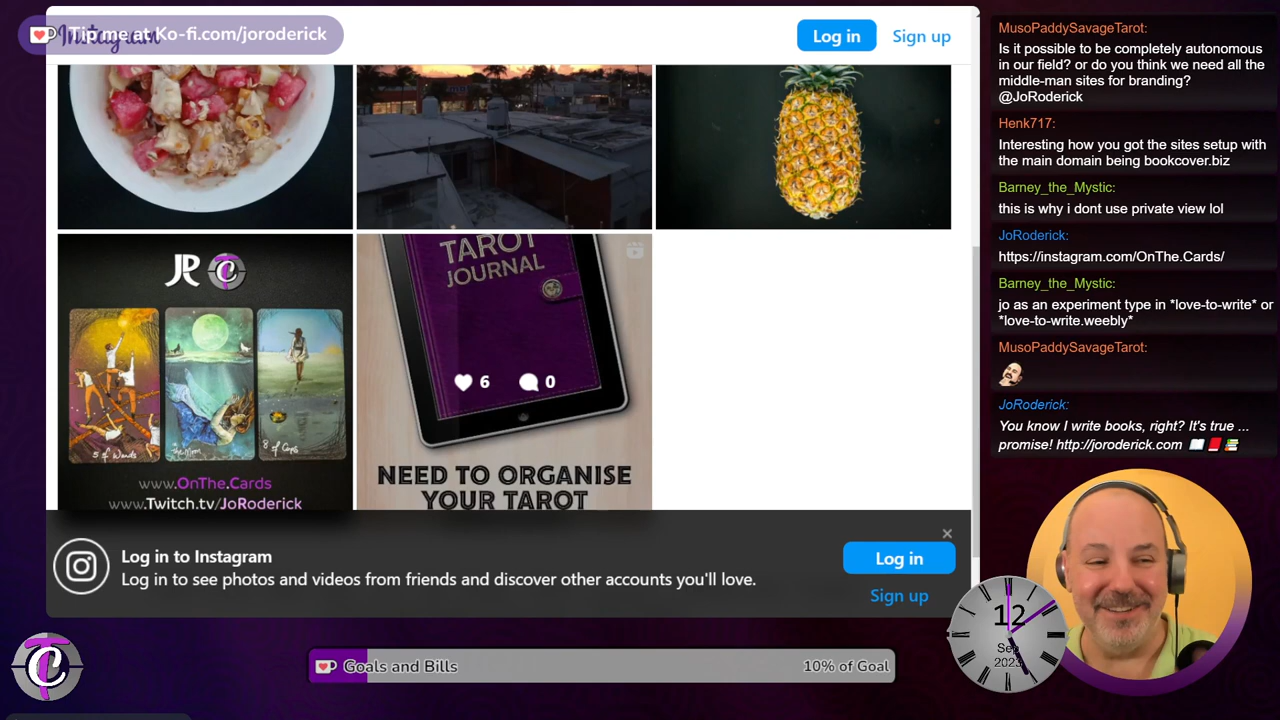 Tip me at Ko-fi.com/joroderick
Instagram
Log in
Sign up
TAROT
JOURNAL
6
0
JR
TC
5 of Wands
The Moon
8 of Cups
www.OnThe.Cards
www.Twitch.tv/JoRoderick
NEED TO ORGANISE
YOUR TAROT
Log in to Instagram
Log in to see photos and videos from friends and discover other accounts you'll love.
Log in
Sign up
Goals and Bills
10% of Goal
TC
MusoPaddySavageTarot:
Is it possible to be completely autonomous
in our field? or do you think we need all the
middle-man sites for branding?
@JoRoderick
Henk717:
Interesting how you got the sites setup with
the main domain being bookcover.biz
Barney_the_Mystic:
this is why i dont use private view lol
JoRoderick:
https://instagram.com/OnThe.Cards/
Barney_the_Mystic:
jo as an experiment type in *love-to-write* or
*love-to-write.weebly*
MusoPaddySavageTarot:
JoRoderick:
You know I write books, right? It's true ...
promise! http://joroderick.com
12
Sep
2023